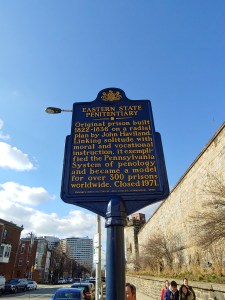 EASTERN STATE
PENITENTIARY
Original prison built
1822-1836 on a radial
plan by John Haviland.
Linking solitude with
moral and vocational
instruction, it exempli-
fied the Pennsylvania
System of penology
and became a model
for over 300 prisons
worldwide. Closed 1971.